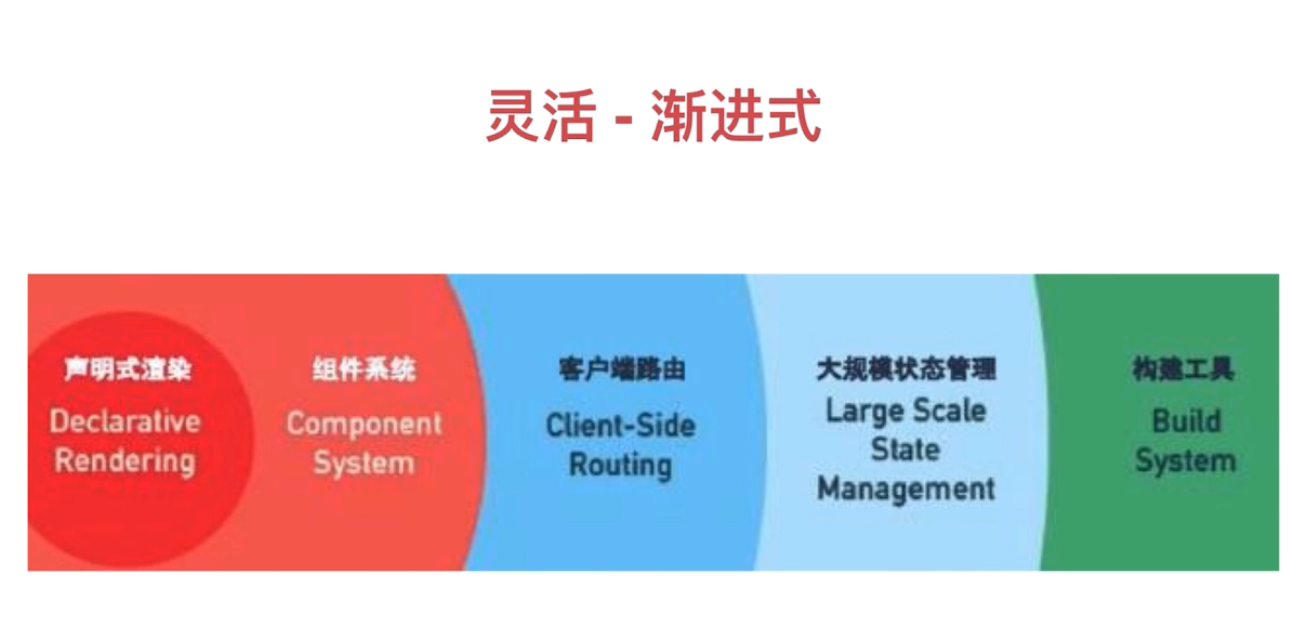 灵活 - 渐进式
声明式渲染
Declarative
Rendering
组件系统
Component
System
客户端路由
Client-Side
Routing
大规模状态管理
Large Scale
State
Management
构建工具
Build
System